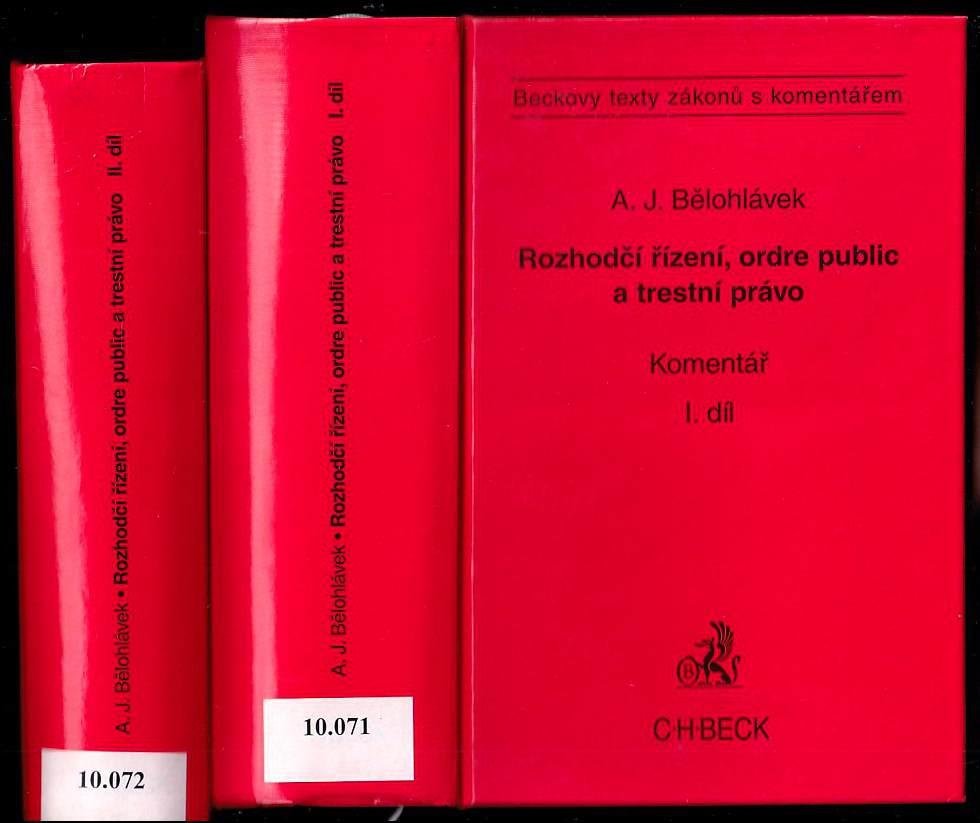 A. J. Bělohlávek • Rozhodčí řízení, ordre public a trestní právo II. díl
10.072
A. J. Bělohlávek • Rozhodčí řízení, ordre public a trestní právo I. díl
10.071
Beckovy texty zákonů s komentářem
A. J. Bělohlávek
Rozhodčí řízení, ordre public
a trestní právo
Komentář
I. díl
B
C·H·BECK